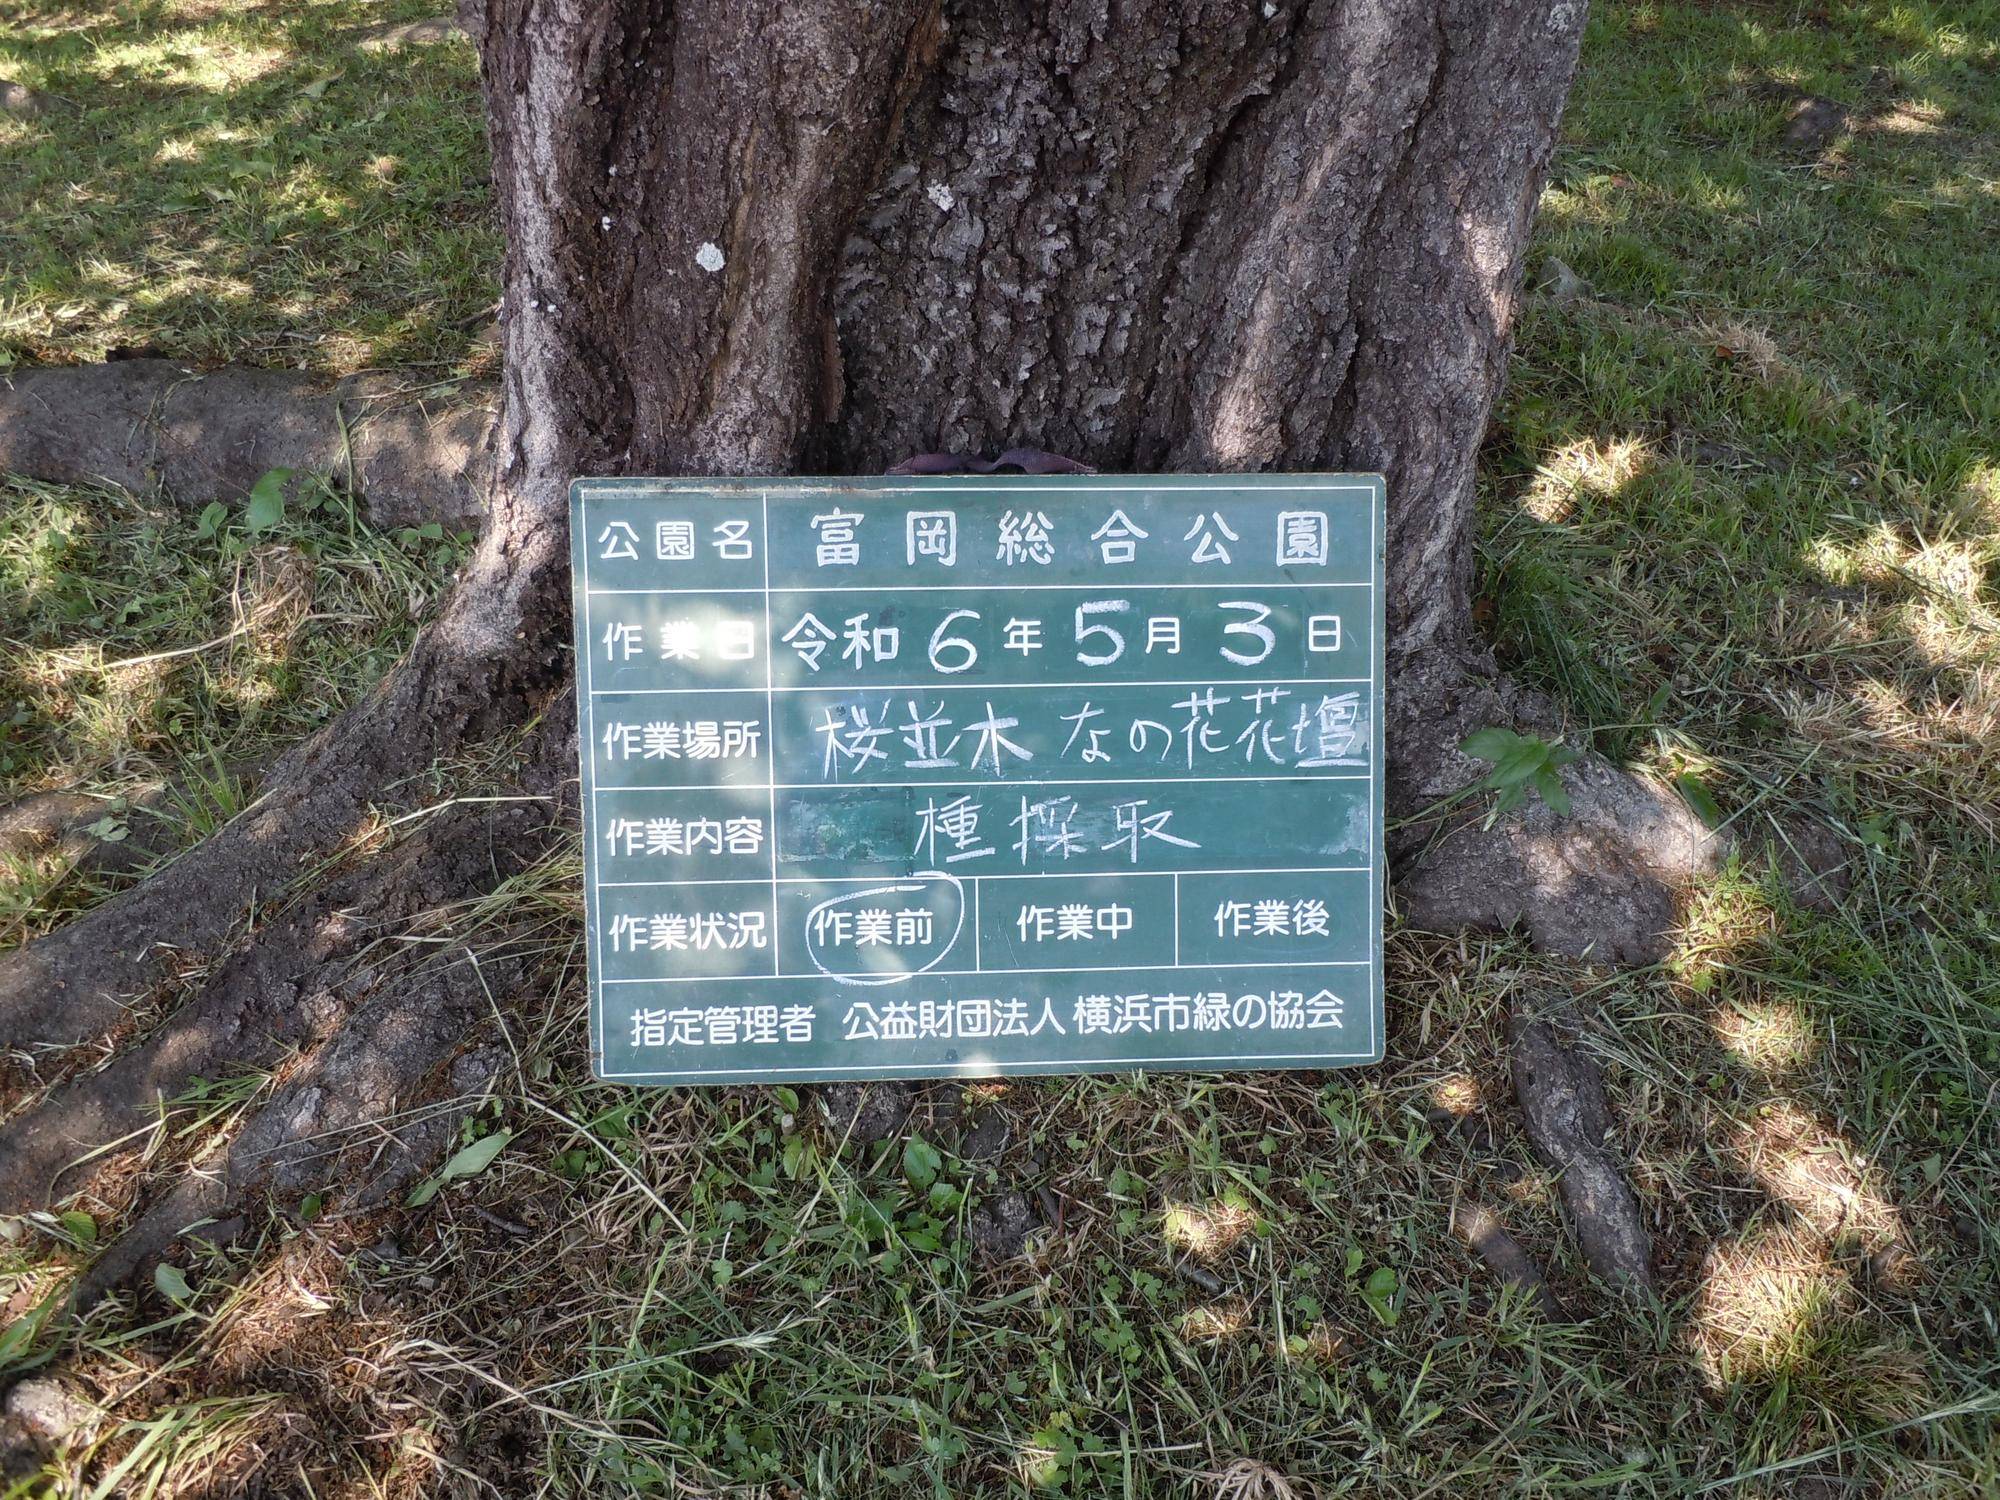 公園名 富岡総合公園
作業日 令和6年5月3日
作業場所 桜並木 なの花花壇
作業内容 種採取
作業状況 作業前 作業中 作業後
指定管理者 公益財団法人 横浜市緑の協会